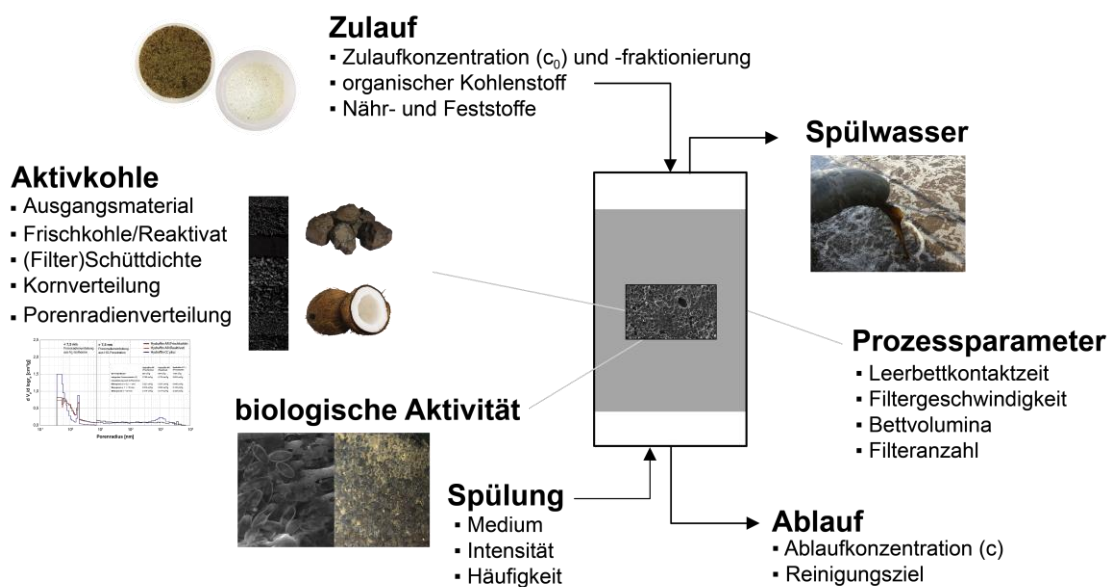 Zulauf
▪ Zulaufkonzentration (c₀) und -fraktionierung
▪ organischer Kohlenstoff
▪ Nähr- und Feststoffe
Spülwasser
Aktivkohle
▪ Ausgangsmaterial
▪ Frischkohle/Reaktivat
▪ (Filter)Schüttdichte
▪ Kornverteilung
▪ Porenradienverteilung
Porenradius [nm]
Prozessparameter
▪ Leerbettkontaktzeit
▪ Filtergeschwindigkeit
▪ Bettvolumina
▪ Filteranzahl
biologische Aktivität
Spülung
▪ Medium
▪ Intensität
▪ Häufigkeit
Ablauf
▪ Ablaufkonzentration (c)
▪ Reinigungsziel